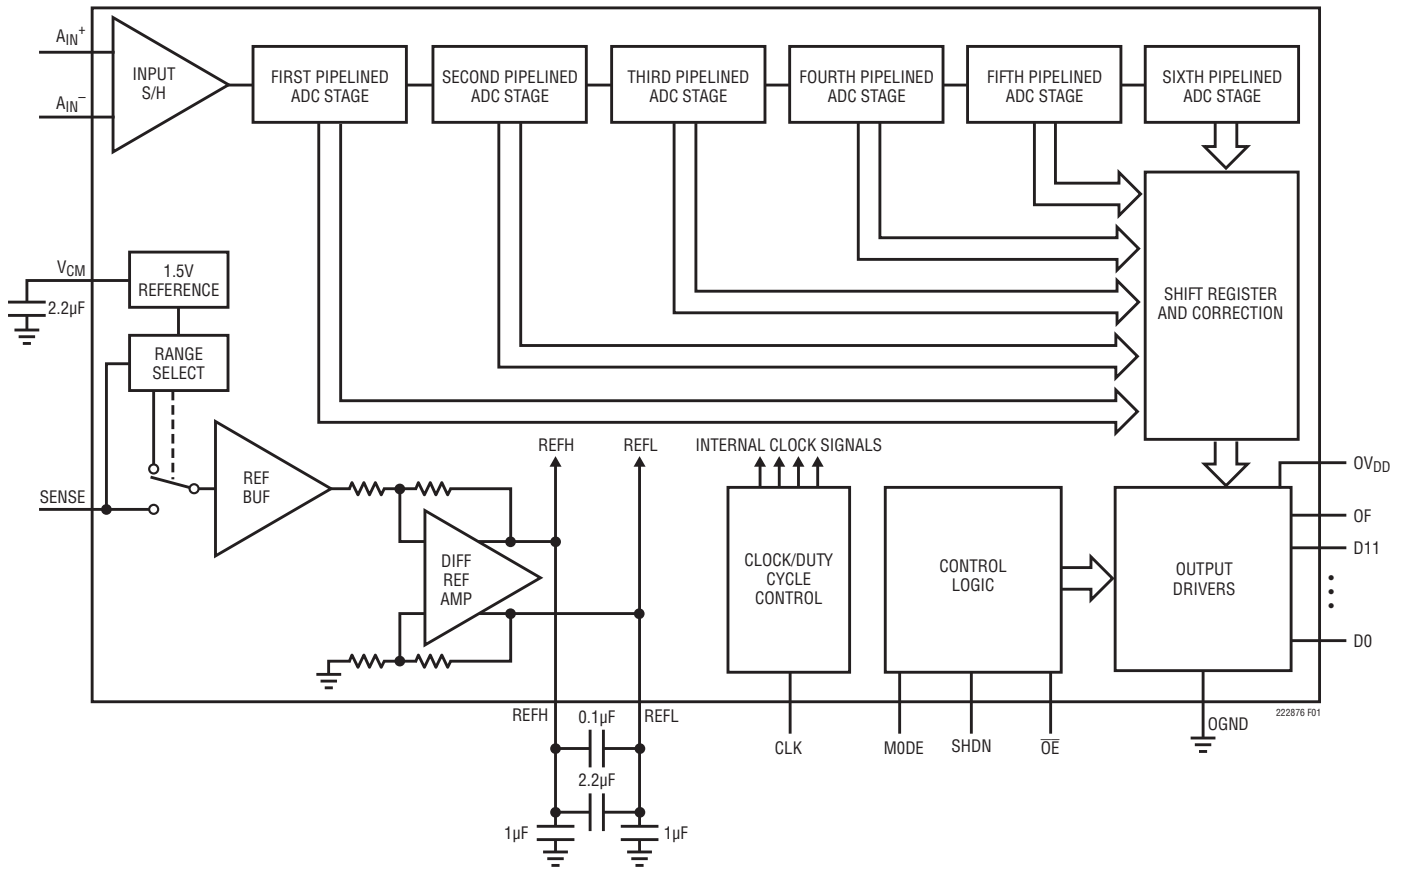 AIN+
AIN−
INPUT
S/H
FIRST PIPELINED
ADC STAGE
SECOND PIPELINED
ADC STAGE
THIRD PIPELINED
ADC STAGE
FOURTH PIPELINED
ADC STAGE
FIFTH PIPELINED
ADC STAGE
SIXTH PIPELINED
ADC STAGE
VCM
2.2µF
1.5V
REFERENCE
RANGE
SELECT
SHIFT REGISTER
AND CORRECTION
SENSE
REF
BUF
DIFF
REF
AMP
REFH
REFL
INTERNAL CLOCK SIGNALS
CLOCK/DUTY
CYCLE
CONTROL
CONTROL
LOGIC
OUTPUT
DRIVERS
OVDD
OF
D11
D0
222876 F01
REFH
0.1µF
REFL
CLK
M0DE
SHDN
O̅E̅
OGND
2.2µF
1µF
1µF